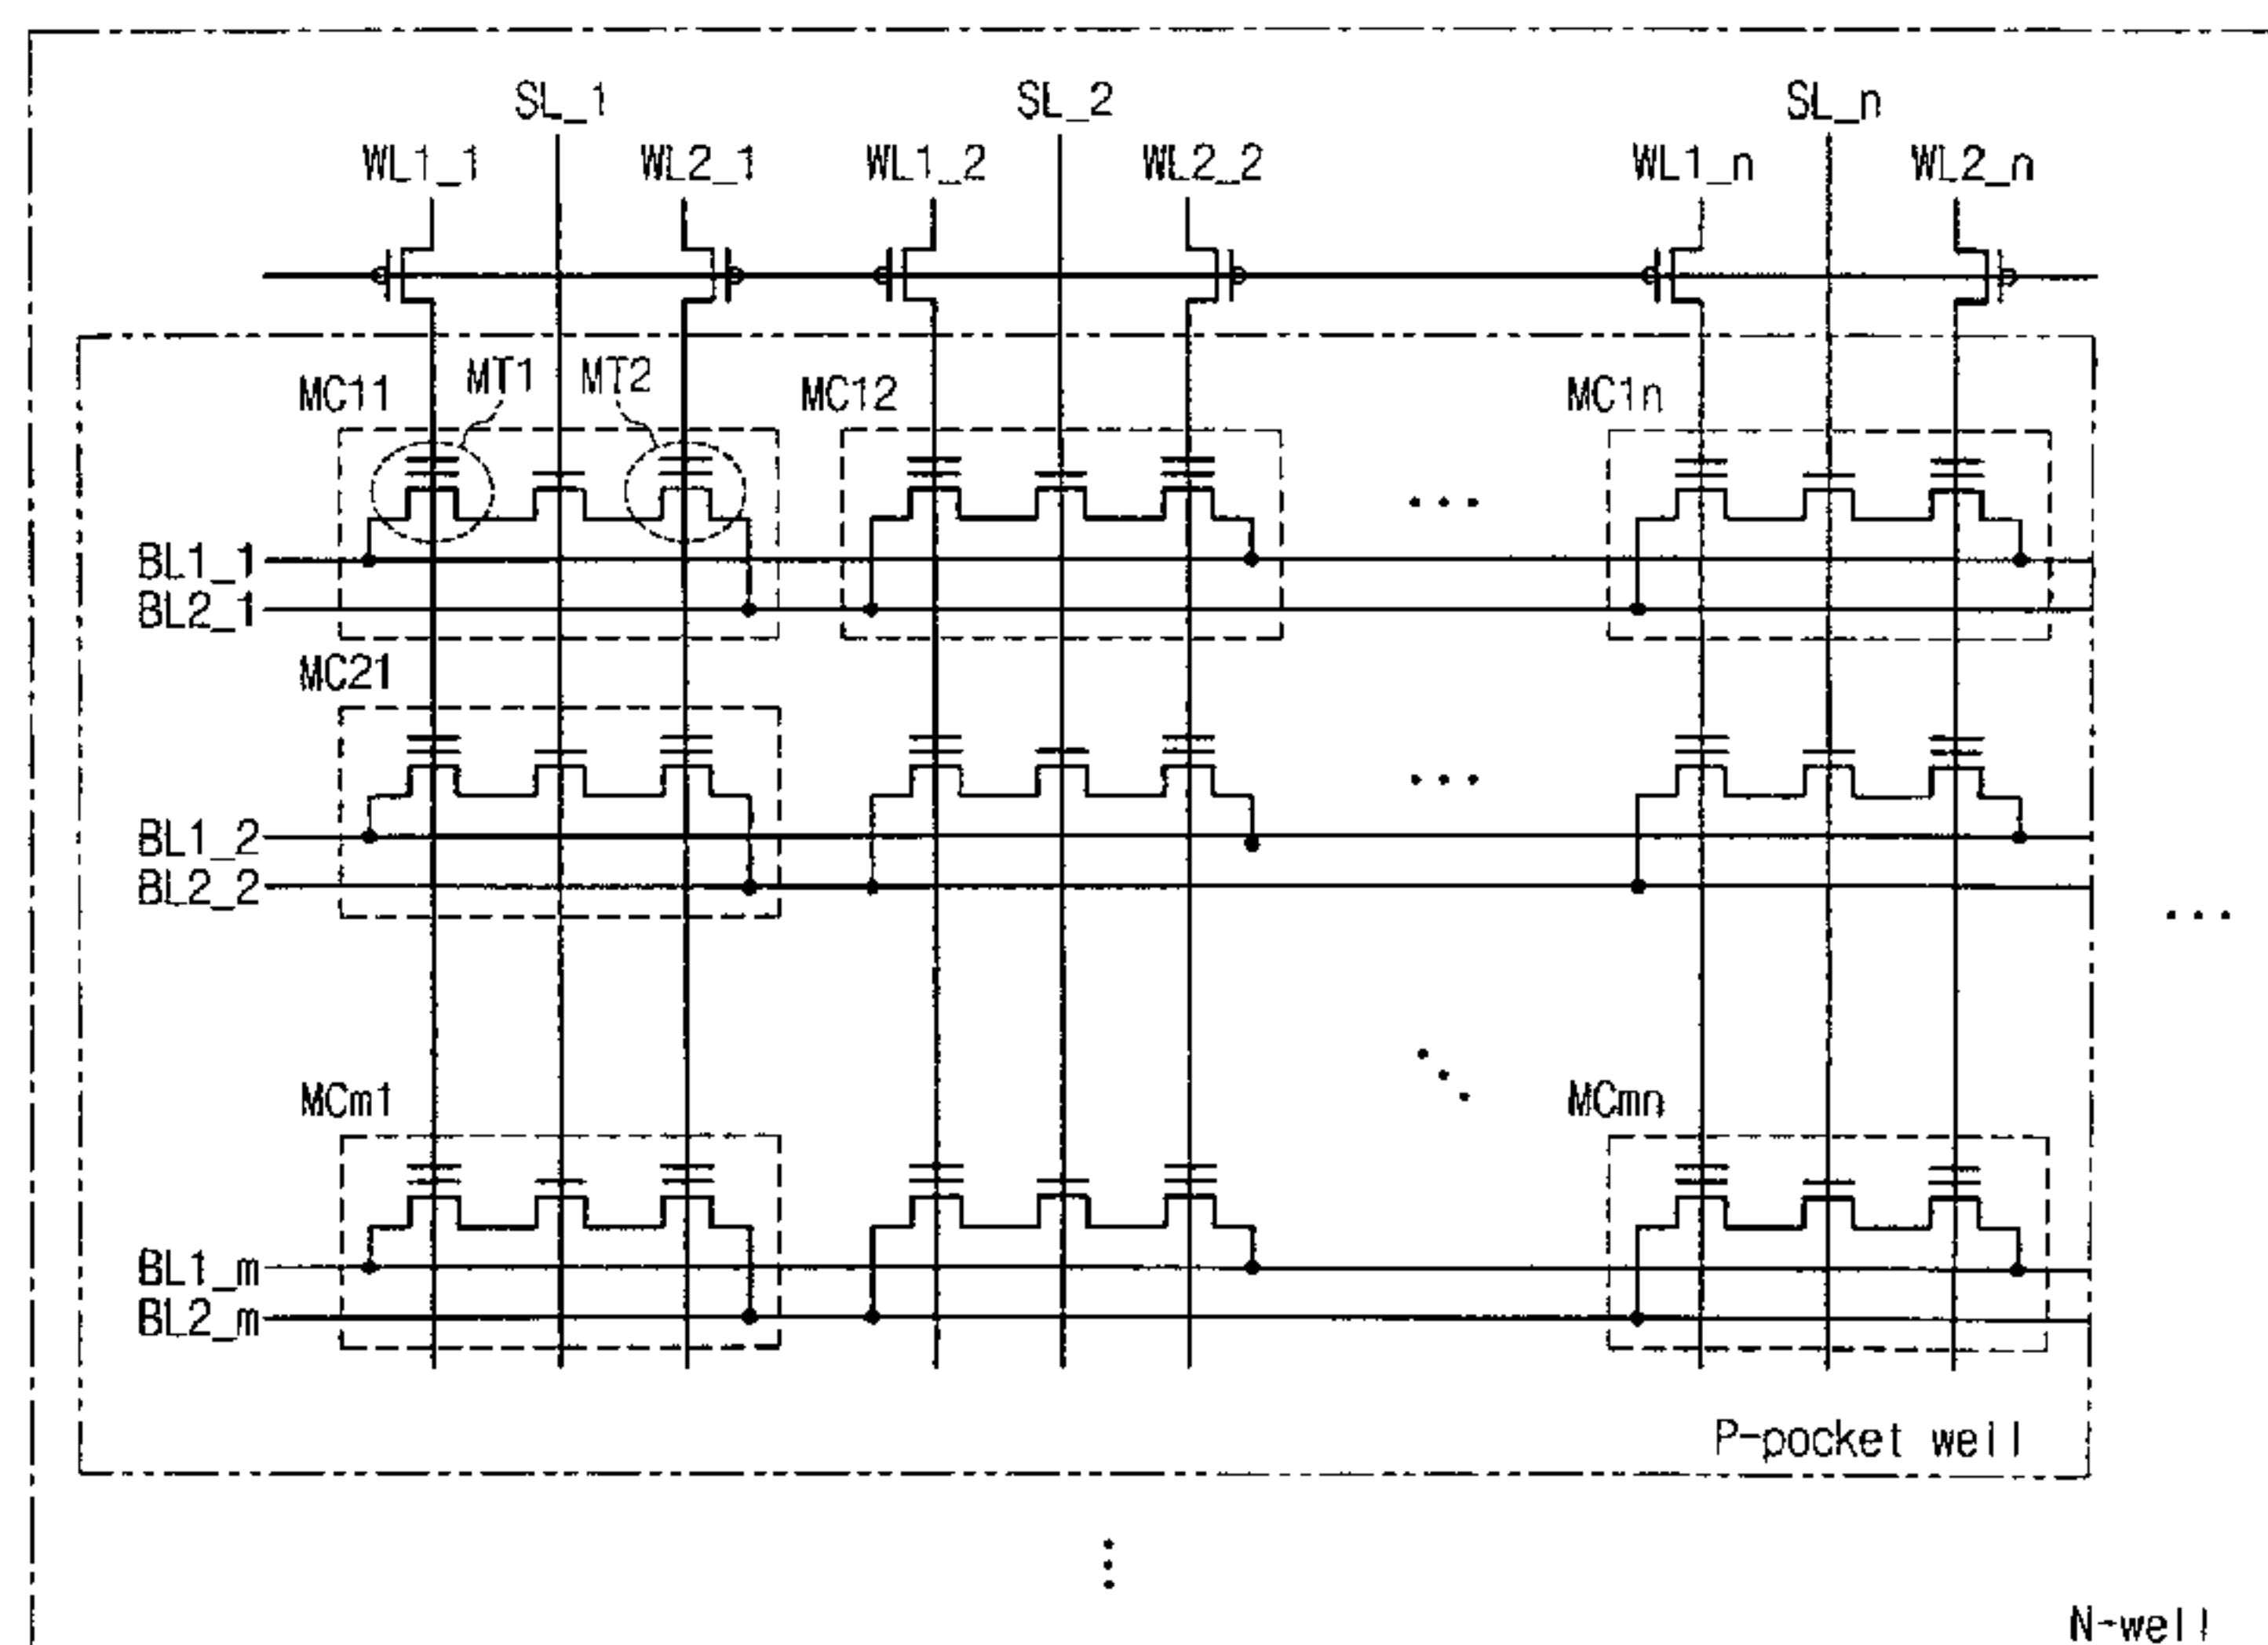 SL_1 SL_2 SL_n
WL1_1 WL2_1 WL1_2 WL2_2 WL1_n WL2_n
MC11 MT1 MT2 MC12 MC1n
BL1_1
BL2_1
MC21
BL1_2
BL2_2
MCm1 MCmn
BL1_m
BL2_m
P-pocket well
N-well